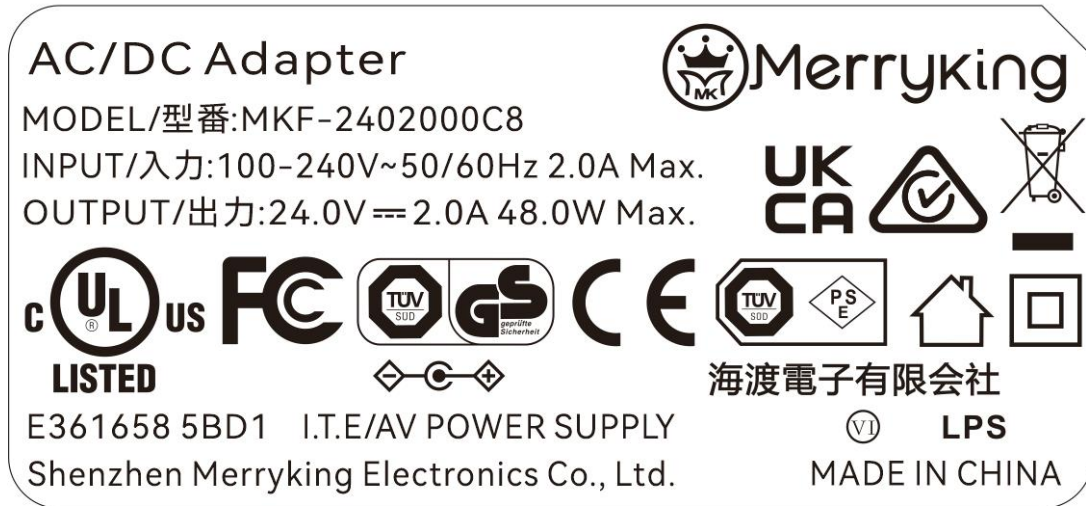 AC/DC Adapter
MK Merryking
MODEL/型番:MKF-2402000C8
INPUT/入力:100-240V~50/60Hz 2.0A Max.
OUTPUT/出力:24.0V⎓2.0A 48.0W Max.
UK
CA
C UL ® US
LISTED
FC
TÜV
SÜD
GS
geprüfte
Sicherheit
CE
TÜV
SÜD
PS
E
海渡電子有限会社
E361658 5BD1 I.T.E/AV POWER SUPPLY
VI LPS
Shenzhen Merryking Electronics Co., Ltd.
MADE IN CHINA